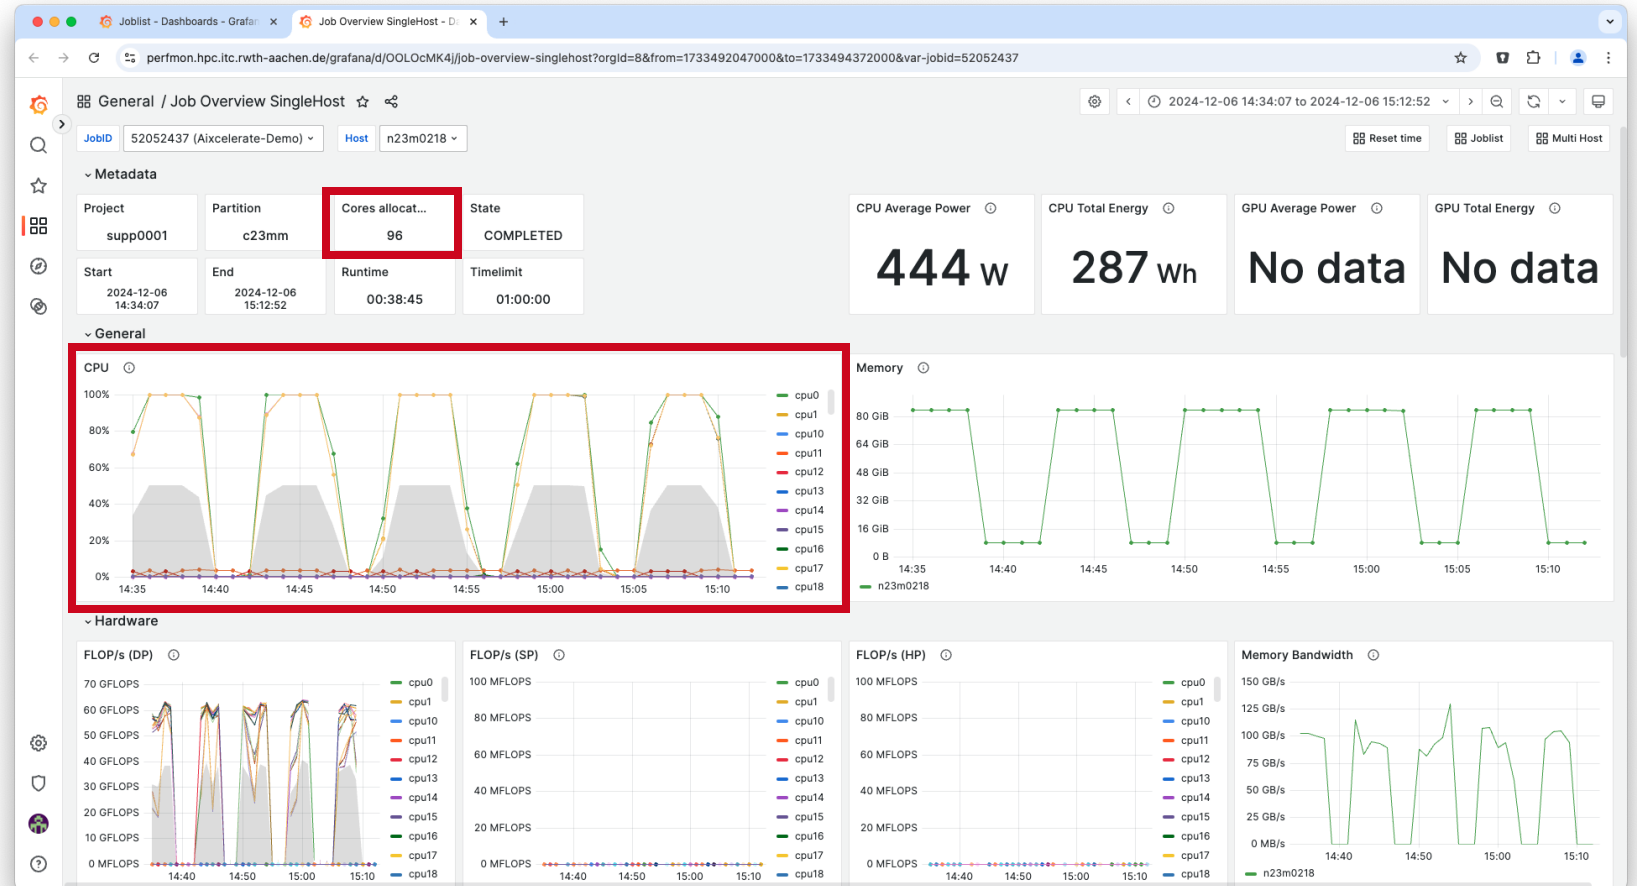 Joblist - Dashboards - Grafan
Job Overview SingleHost - Da
perfmon.hpc.itc.rwth-aachen.de/grafana/d/OOLOcMK4j/job-overview-singlehost?orgId=8&from=1733492047000&to=1733494372000&var-jobid=52052437
General / Job Overview SingleHost
2024-12-06 14:34:07 to 2024-12-06 15:12:52
JobID 52052437 (Aixcelerate-Demo) Host n23m0218
Reset time Joblist Multi Host
Metadata
Project Partition Cores allocat... State
supp0001 c23mm 96 COMPLETED
Start End Runtime Timelimit
2024-12-06 14:34:07
2024-12-06 15:12:52
00:38:45
01:00:00
CPU Average Power CPU Total Energy GPU Average Power GPU Total Energy
444 W 287 Wh No data No data
General
CPU
100%
80%
60%
40%
20%
0%
14:35 14:40 14:45 14:50 14:55 15:00 15:05 15:10
cpu0
cpu1
cpu10
cpu11
cpu12
cpu13
cpu14
cpu15
cpu16
cpu17
cpu18
Memory
80 GiB
64 GiB
48 GiB
32 GiB
16 GiB
0 B
14:35 14:40 14:45 14:50 14:55 15:00 15:05 15:10
n23m0218
Hardware
FLOP/s (DP)
70 GFLOPS
60 GFLOPS
50 GFLOPS
40 GFLOPS
30 GFLOPS
20 GFLOPS
10 GFLOPS
0 MFLOPS
14:40 14:50 15:00 15:10
cpu0
cpu1
cpu10
cpu11
cpu12
cpu13
cpu14
cpu15
cpu16
cpu17
cpu18
FLOP/s (SP)
100 MFLOPS
80 MFLOPS
60 MFLOPS
40 MFLOPS
20 MFLOPS
0 MFLOPS
14:40 14:50 15:00 15:10
cpu0
cpu1
cpu10
cpu11
cpu12
cpu13
cpu14
cpu15
cpu16
cpu17
cpu18
FLOP/s (HP)
100 MFLOPS
80 MFLOPS
60 MFLOPS
40 MFLOPS
20 MFLOPS
0 MFLOPS
14:40 14:50 15:00 15:10
cpu0
cpu1
cpu10
cpu11
cpu12
cpu13
cpu14
cpu15
cpu16
cpu17
cpu18
Memory Bandwidth
150 GB/s
125 GB/s
100 GB/s
75 GB/s
50 GB/s
25 GB/s
0 MB/s
14:40 14:50 15:00 15:10
n23m0218